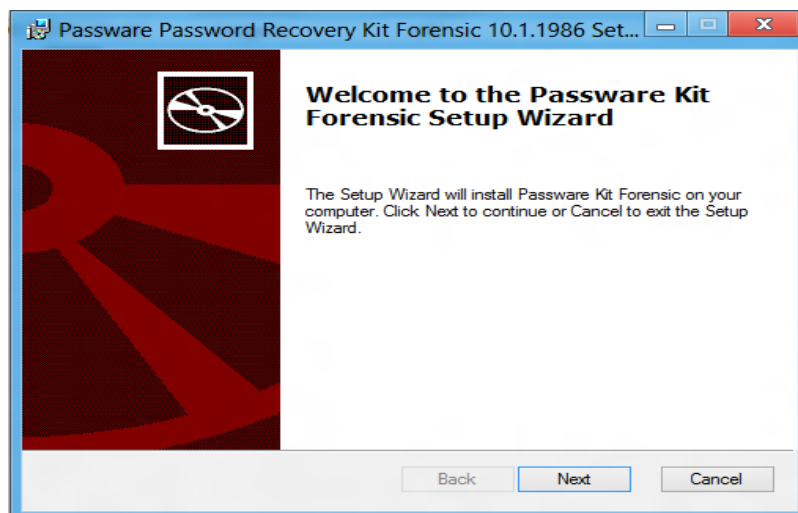 Passware Password Recovery Kit Forensic 10.1.1986 Set...
Welcome to the Passware Kit
Forensic Setup Wizard
The Setup Wizard will install Passware Kit Forensic on your
computer. Click Next to continue or Cancel to exit the Setup
Wizard.
Back Next Cancel